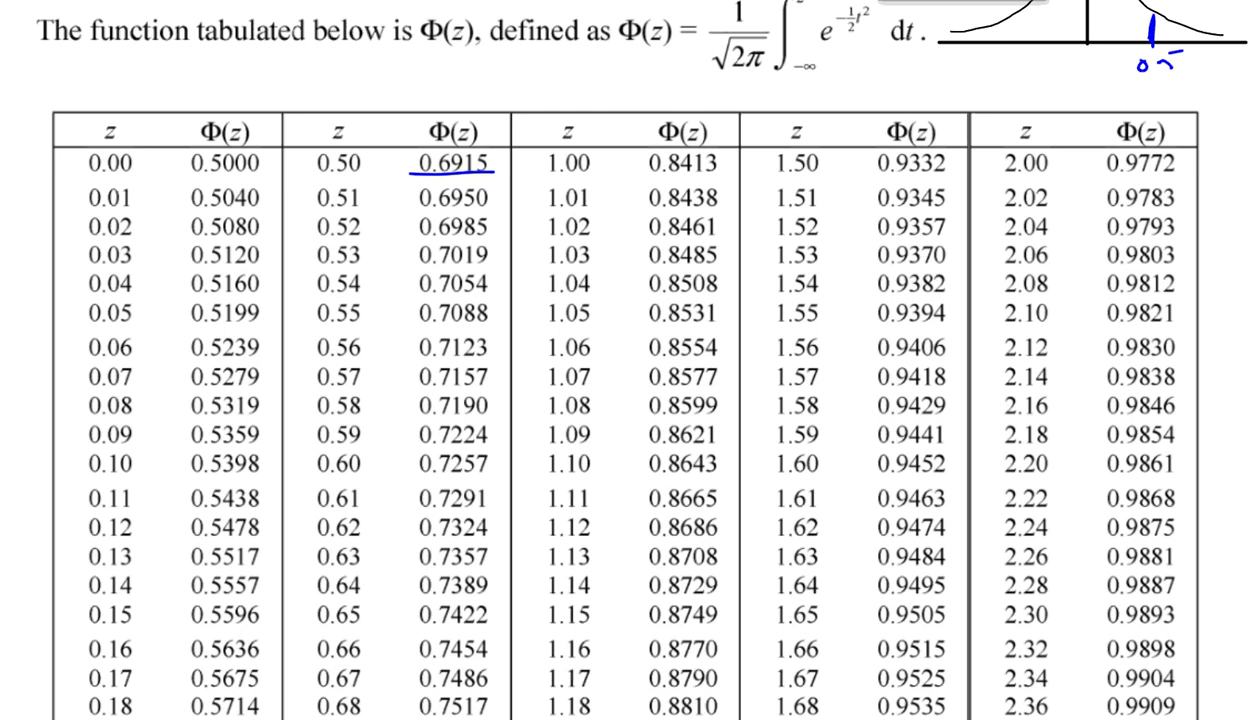 The function tabulated below is Φ(z), defined as Φ(z) = 1/√2π ∫ −∞ e −½t² dt .
0 5
z Φ(z) z Φ(z) z Φ(z) z Φ(z) z Φ(z)
0.00 0.5000 0.50 0.6915 1.00 0.8413 1.50 0.9332 2.00 0.9772
0.01 0.5040 0.51 0.6950 1.01 0.8438 1.51 0.9345 2.02 0.9783
0.02 0.5080 0.52 0.6985 1.02 0.8461 1.52 0.9357 2.04 0.9793
0.03 0.5120 0.53 0.7019 1.03 0.8485 1.53 0.9370 2.06 0.9803
0.04 0.5160 0.54 0.7054 1.04 0.8508 1.54 0.9382 2.08 0.9812
0.05 0.5199 0.55 0.7088 1.05 0.8531 1.55 0.9394 2.10 0.9821
0.06 0.5239 0.56 0.7123 1.06 0.8554 1.56 0.9406 2.12 0.9830
0.07 0.5279 0.57 0.7157 1.07 0.8577 1.57 0.9418 2.14 0.9838
0.08 0.5319 0.58 0.7190 1.08 0.8599 1.58 0.9429 2.16 0.9846
0.09 0.5359 0.59 0.7224 1.09 0.8621 1.59 0.9441 2.18 0.9854
0.10 0.5398 0.60 0.7257 1.10 0.8643 1.60 0.9452 2.20 0.9861
0.11 0.5438 0.61 0.7291 1.11 0.8665 1.61 0.9463 2.22 0.9868
0.12 0.5478 0.62 0.7324 1.12 0.8686 1.62 0.9474 2.24 0.9875
0.13 0.5517 0.63 0.7357 1.13 0.8708 1.63 0.9484 2.26 0.9881
0.14 0.5557 0.64 0.7389 1.14 0.8729 1.64 0.9495 2.28 0.9887
0.15 0.5596 0.65 0.7422 1.15 0.8749 1.65 0.9505 2.30 0.9893
0.16 0.5636 0.66 0.7454 1.16 0.8770 1.66 0.9515 2.32 0.9898
0.17 0.5675 0.67 0.7486 1.17 0.8790 1.67 0.9525 2.34 0.9904
0.18 0.5714 0.68 0.7517 1.18 0.8810 1.68 0.9535 2.36 0.9909